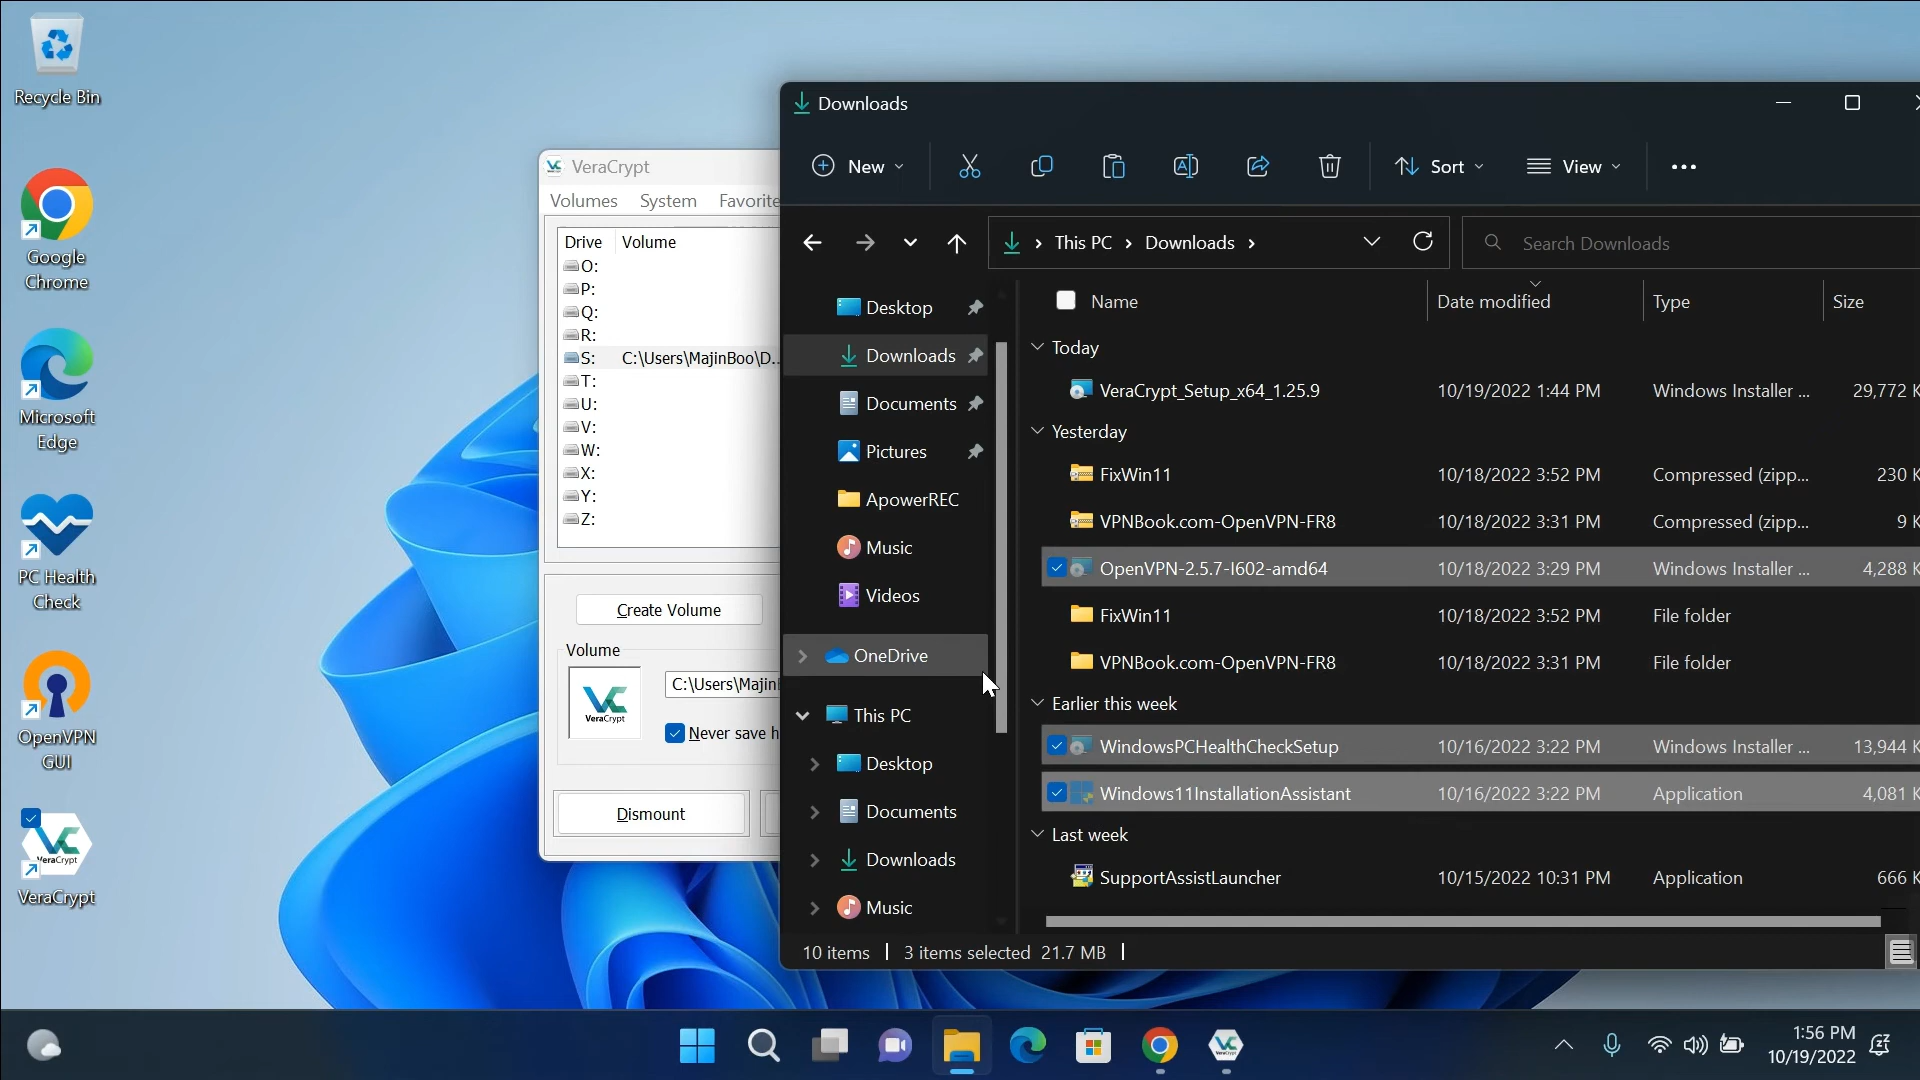 Recycle Bin
Google
Chrome
Microsoft
Edge
PC Health
Check
OpenVPN
GUI
VeraCrypt
VeraCrypt
VeraCrypt
Volumes System Favorite
Drive Volume
O:
P:
Q:
R:
S: C:\Users\MajinBoo\D...
T:
U:
V:
W:
X:
Y:
Z:
Create Volume
Volume
VeraCrypt
C:\Users\Majin
Never save h
Dismount
Downloads
New Sort View
This PC Downloads
Search Downloads
Desktop
Downloads
Documents
Pictures
ApowerREC
Music
Videos
OneDrive
This PC
Desktop
Documents
Downloads
Music
Name Date modified Type Size
Today
VeraCrypt_Setup_x64_1.25.9 10/19/2022 1:44 PM Windows Installer ... 29,772 K
Yesterday
FixWin11 10/18/2022 3:52 PM Compressed (zipp... 230 K
VPNBook.com-OpenVPN-FR8 10/18/2022 3:31 PM Compressed (zipp... 9 K
OpenVPN-2.5.7-I602-amd64 10/18/2022 3:29 PM Windows Installer ... 4,288 K
FixWin11 10/18/2022 3:52 PM File folder
VPNBook.com-OpenVPN-FR8 10/18/2022 3:31 PM File folder
Earlier this week
WindowsPCHealthCheckSetup 10/16/2022 3:22 PM Windows Installer ... 13,944 K
Windows11InstallationAssistant 10/16/2022 3:22 PM Application 4,081 K
Last week
SupportAssistLauncher 10/15/2022 10:31 PM Application 666 K
10 items 3 items selected 21.7 MB
VeraCrypt
1:56 PM
10/19/2022